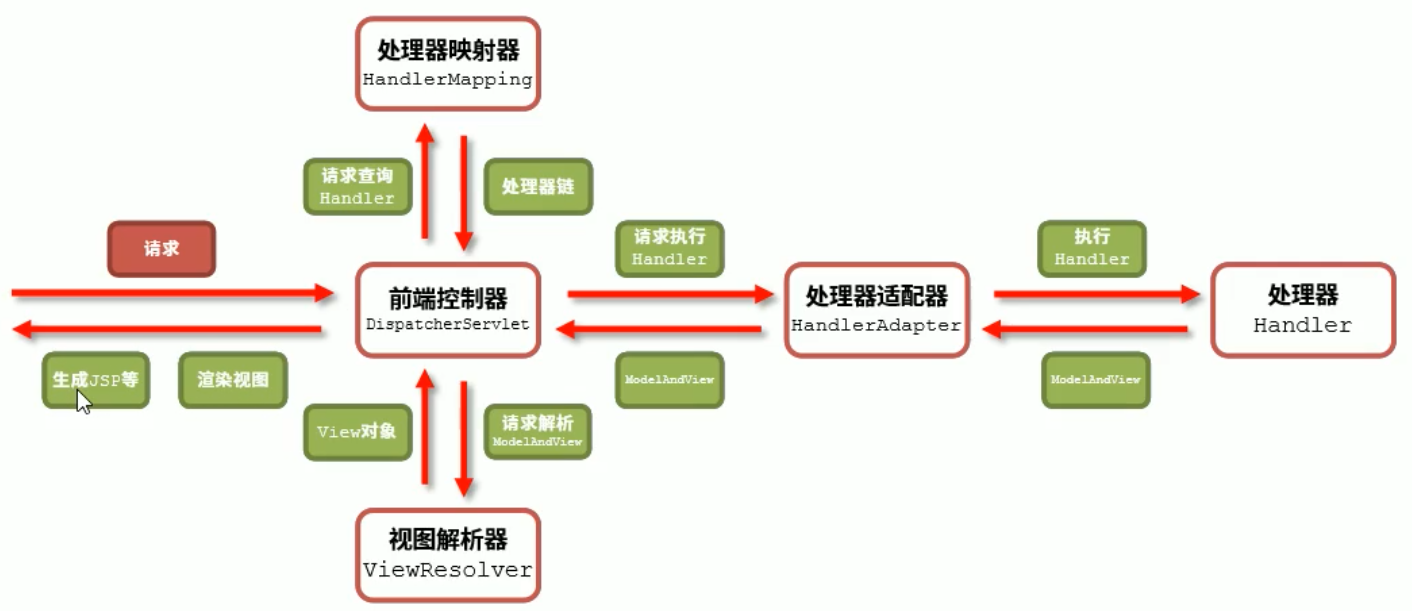 处理器映射器
HandlerMapping
请求查询
Handler
处理器链
请求
请求执行
Handler
执行
Handler
前端控制器
DispatcherServlet
处理器适配器
HandlerAdapter
处理器
Handler
生成JSP等
渲染视图
ModelAndView
ModelAndView
View对象
请求解析
ModelAndView
视图解析器
ViewResolver